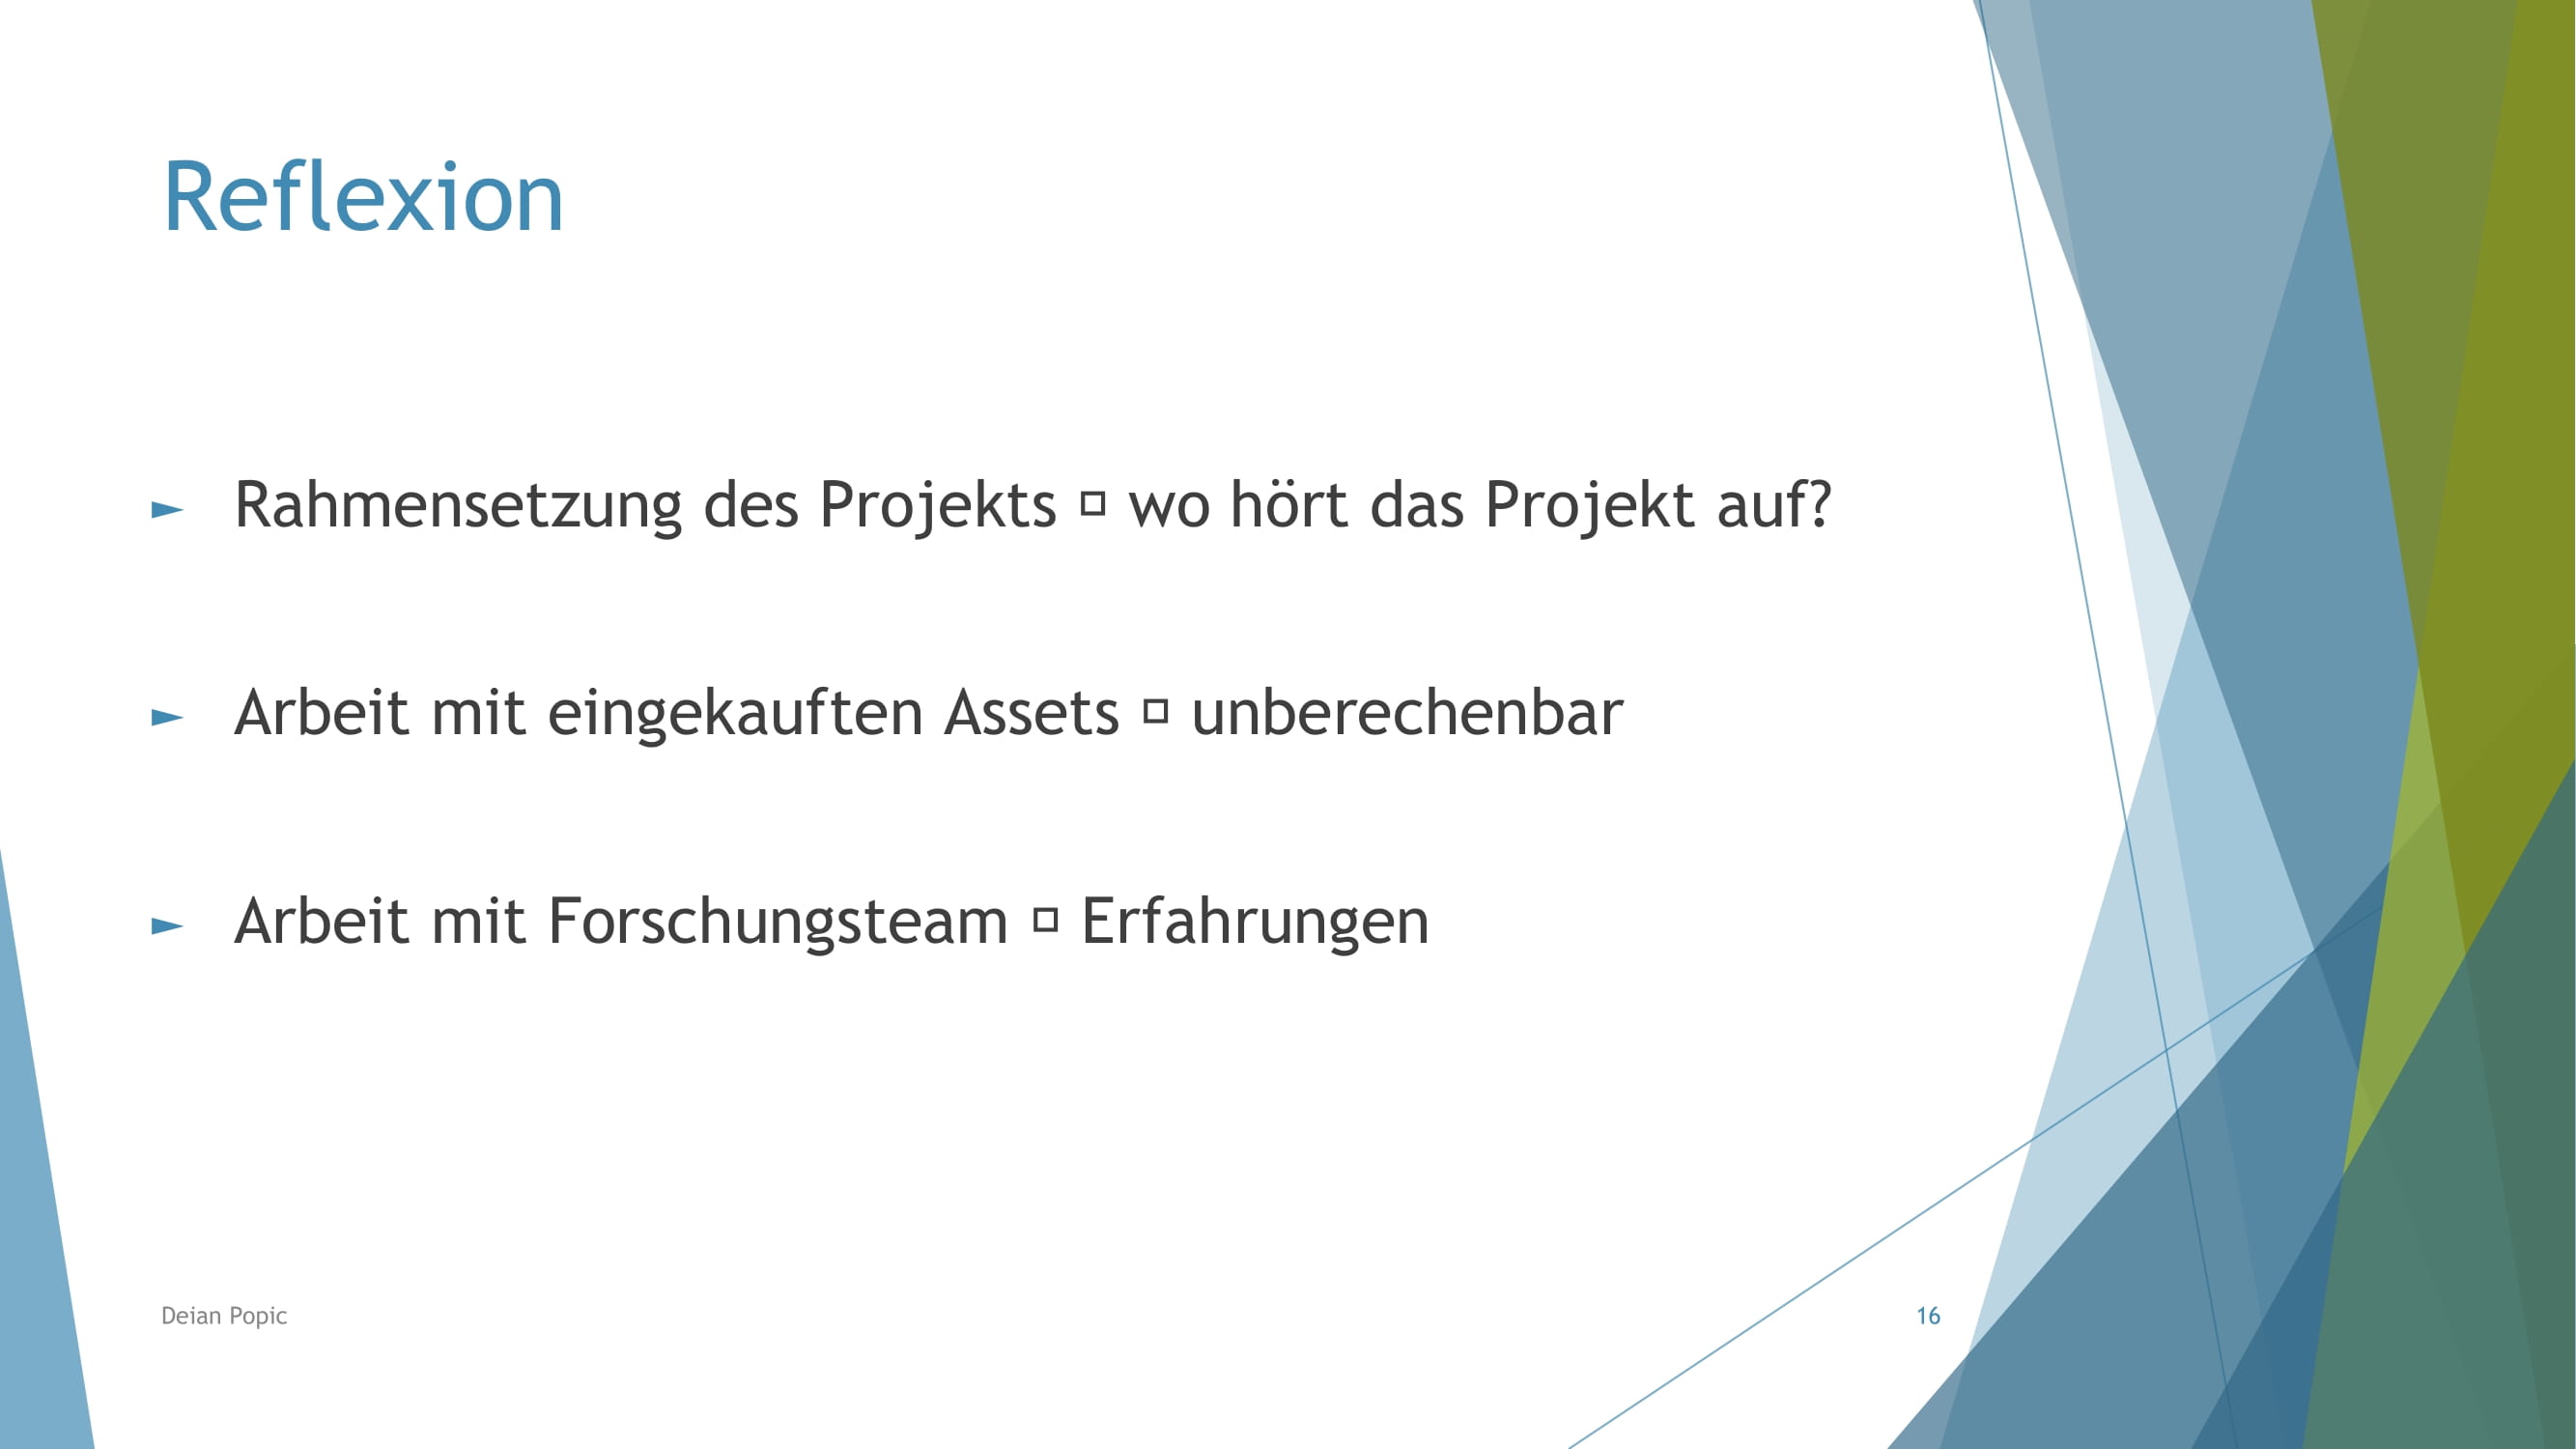 Reflexion
► Rahmensetzung des Projekts □ wo hört das Projekt auf?
► Arbeit mit eingekauften Assets □ unberechenbar
► Arbeit mit Forschungsteam □ Erfahrungen
Deian Popic
16